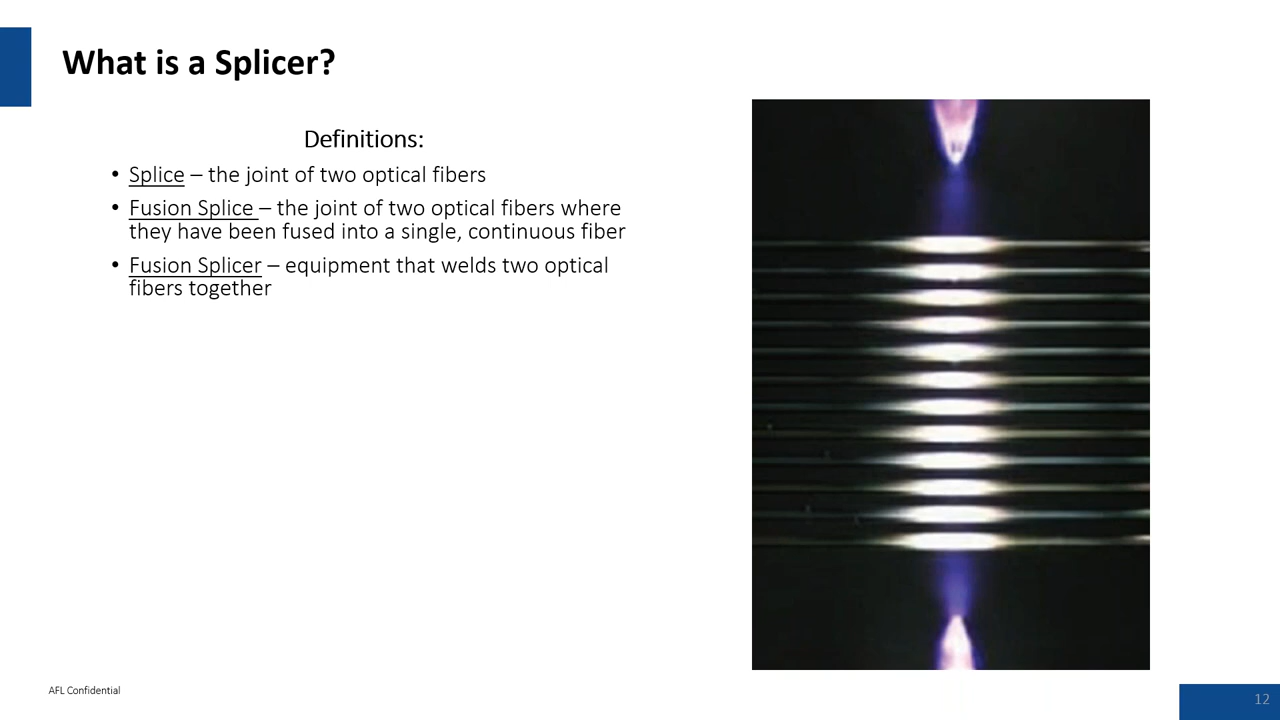 What is a Splicer?
Definitions:
• Splice – the joint of two optical fibers
• Fusion Splice – the joint of two optical fibers where
they have been fused into a single, continuous fiber
• Fusion Splicer – equipment that welds two optical
fibers together
AFL Confidential
12